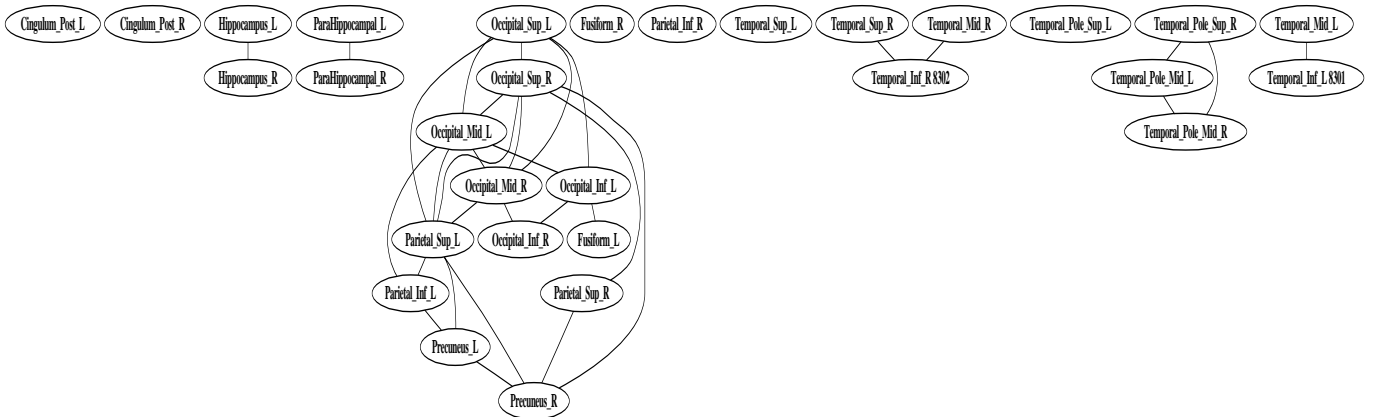 Cingulum_Post_L Cingulum_Post_R Hippocampus_L ParaHippocampal_L Occipital_Sup_L Fusiform_R Parietal_Inf_R Temporal_Sup_L Temporal_Sup_R Temporal_Mid_R Temporal_Pole_Sup_L Temporal_Pole_Sup_R Temporal_Mid_L
Hippocampus_R ParaHippocampal_R Occipital_Sup_R Temporal_Inf_R 8302 Temporal_Pole_Mid_L Temporal_Inf_L 8301
Occipital_Mid_L Temporal_Pole_Mid_R
Occipital_Mid_R Occipital_Inf_L
Parietal_Sup_L Occipital_Inf_R Fusiform_L
Parietal_Inf_L Parietal_Sup_R
Precuneus_L
Precuneus_R